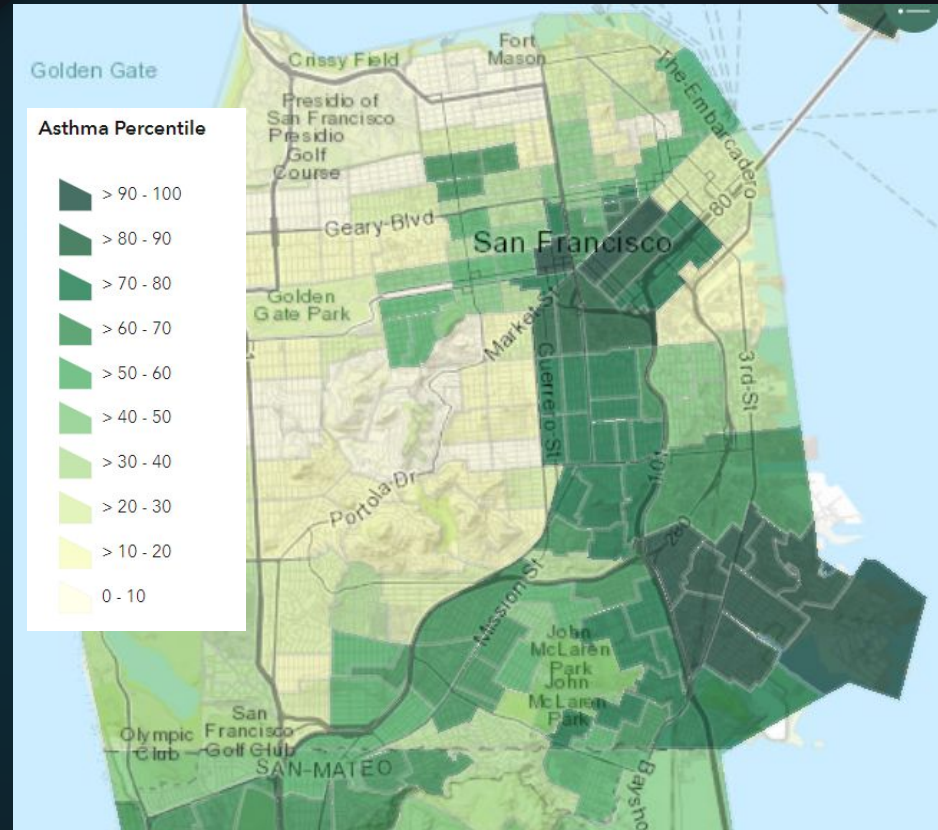 Golden Gate
Crissy Field
Fort
Mason
The Embarcadero
Presidio of
San Francisco
Presidio
Golf
Course
Asthma Percentile
> 90 - 100
> 80 - 90
> 70 - 80
> 60 - 70
> 50 - 60
> 40 - 50
> 30 - 40
> 20 - 30
> 10 - 20
0 - 10
80
Geary-Blvd
San Francisco
Golden
Gate Park
Market-St
Guerrero-St
3rd-St
101
Portola-Dr
280
Mission-St
John
McLaren
Park
John
McLaren
Park
Olympic
Club
San
Francisco
Golf Club
SAN-MATEO